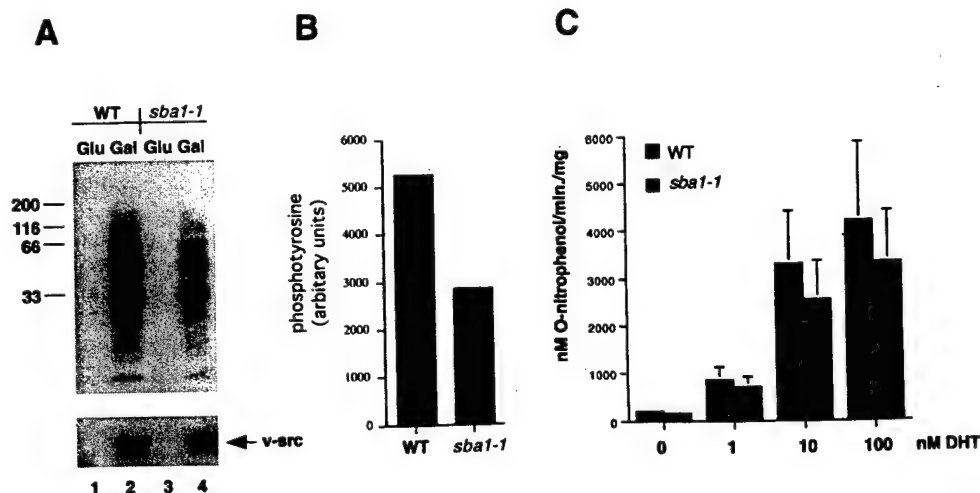 A
WT sba1-1
Glu Gal Glu Gal
200
116
66
33
v-src
1 2 3 4
B
6000
5000
4000
3000
2000
1000
0
phosphotyrosine
(arbitary units)
WT sba1-1
C
WT
sba1-1
6000
5000
4000
3000
2000
1000
0
nM O-nitrophenol/min./mg
0 1 10 100 nM DHT